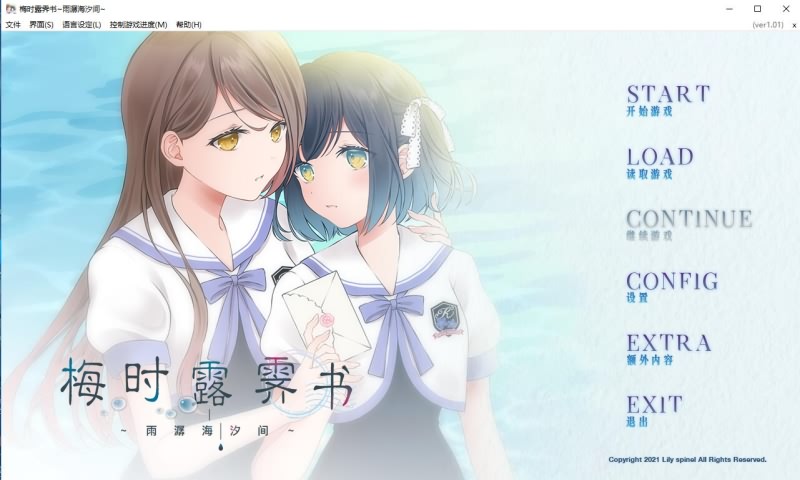 梅时露霁书~雨潺海汐间~
文件 界面(S) 语言设定(L) 控制游戏进度(M) 帮助(H) (ver1.01) x
START
开始游戏
LOAD
读取游戏
CONTINUE
继续游戏
CONFIG
设置
EXTRA
额外内容
EXIT
退出
梅时露霁书
~雨潺海汐间~
Copyright 2021 Lily spinel All Rights Reserved.